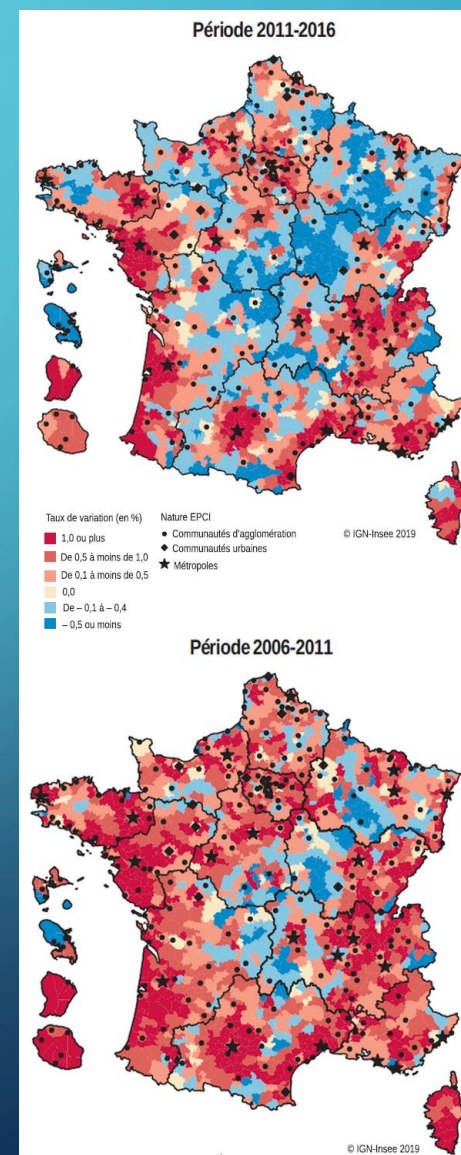 Période 2011-2016
Taux de variation (en %)
1,0 ou plus
De 0,5 à moins de 1,0
De 0,1 à moins de 0,5
0,0
De – 0,1 à – 0,4
– 0,5 ou moins
Nature EPCI
Communautés d'agglomération
Communautés urbaines
Métropoles
© IGN-Insee 2019
Période 2006-2011
© IGN-Insee 2019